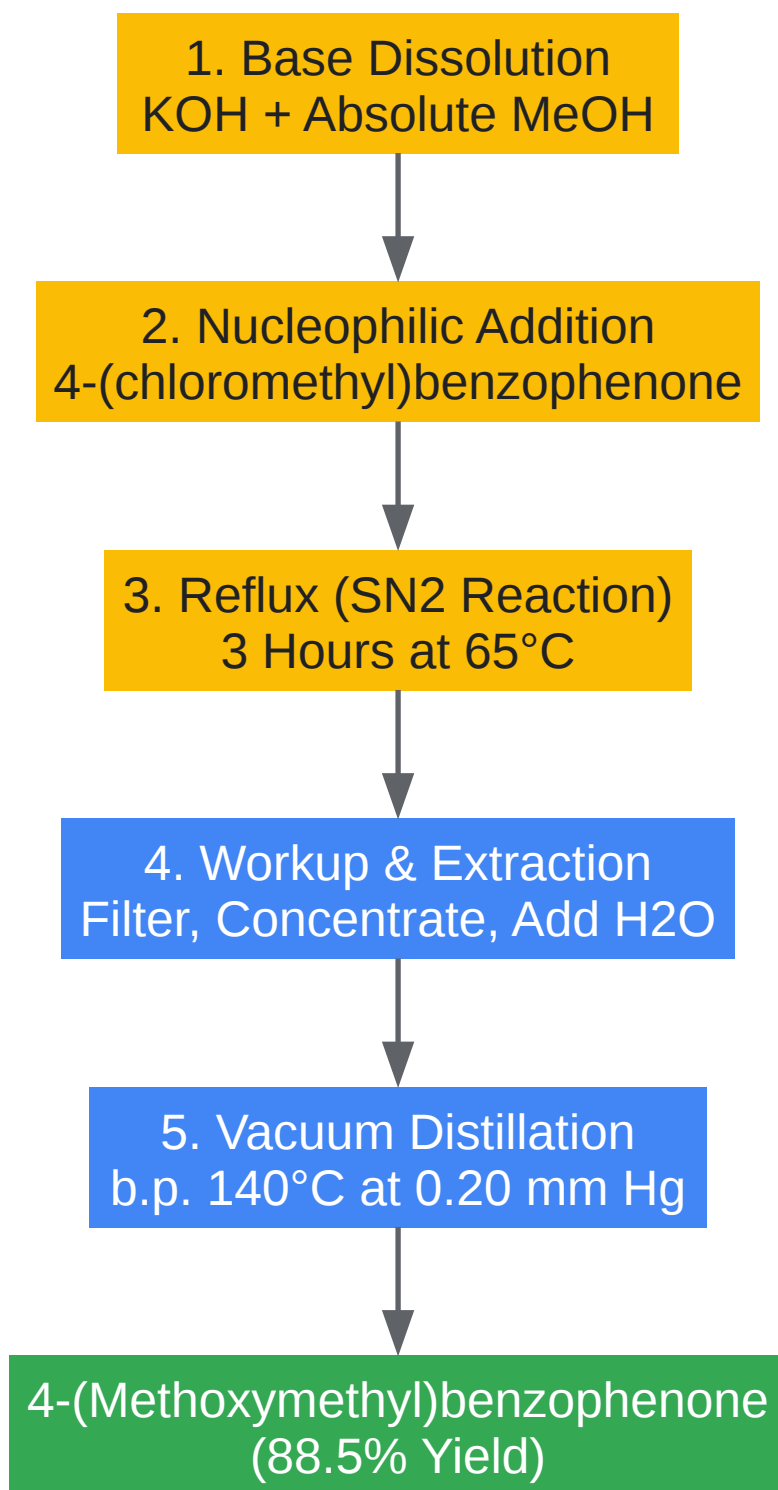 1. Base Dissolution
KOH + Absolute MeOH
2. Nucleophilic Addition
4-(chloromethyl)benzophenone
3. Reflux (SN2 Reaction)
3 Hours at 65°C
4. Workup & Extraction
Filter, Concentrate, Add H2O
5. Vacuum Distillation
b.p. 140°C at 0.20 mm Hg
4-(Methoxymethyl)benzophenone
(88.5% Yield)